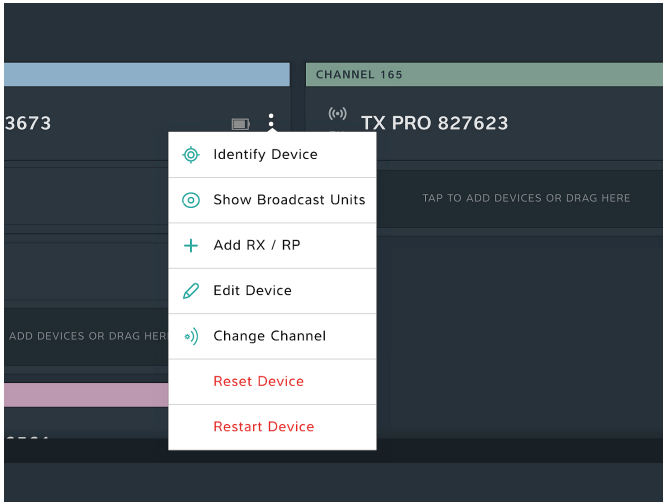 CHANNEL 165
3673
TX PRO 827623
Identify Device
Show Broadcast Units
TAP TO ADD DEVICES OR DRAG HERE
Add RX / RP
Edit Device
ADD DEVICES OR DRAG HER
Change Channel
Reset Device
Restart Device